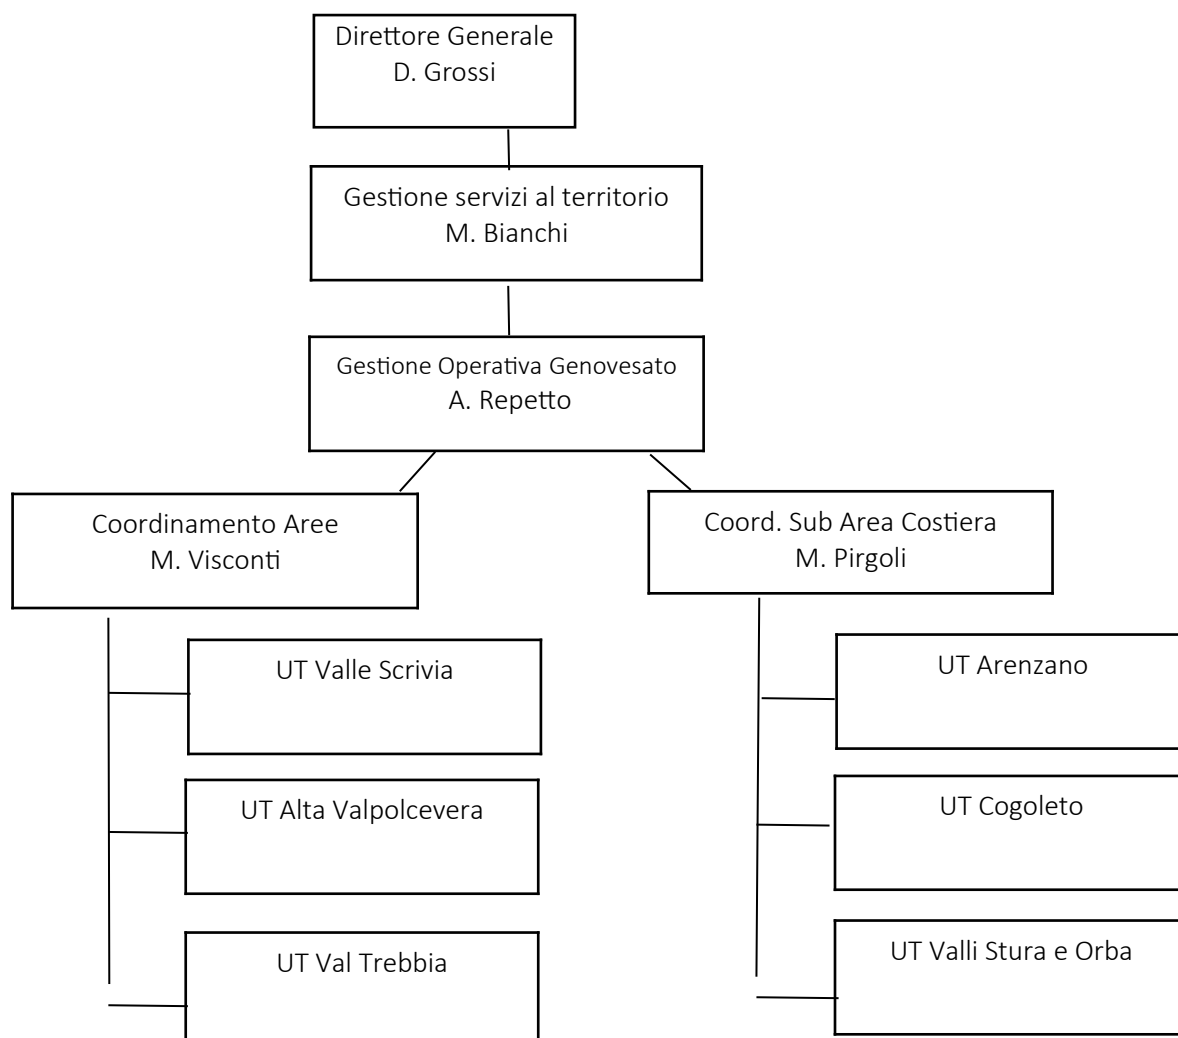 Direttore Generale
D. Grossi
Gestione servizi al territorio
M. Bianchi
Gestione Operativa Genovesato
A. Repetto
Coordinamento Aree
M. Visconti
UT Valle Scrivia
UT Alta Valpolcevera
UT Val Trebbia
Coord. Sub Area Costiera
M. Pirgoli
UT Arenzano
UT Cogoleto
UT Valli Stura e Orba